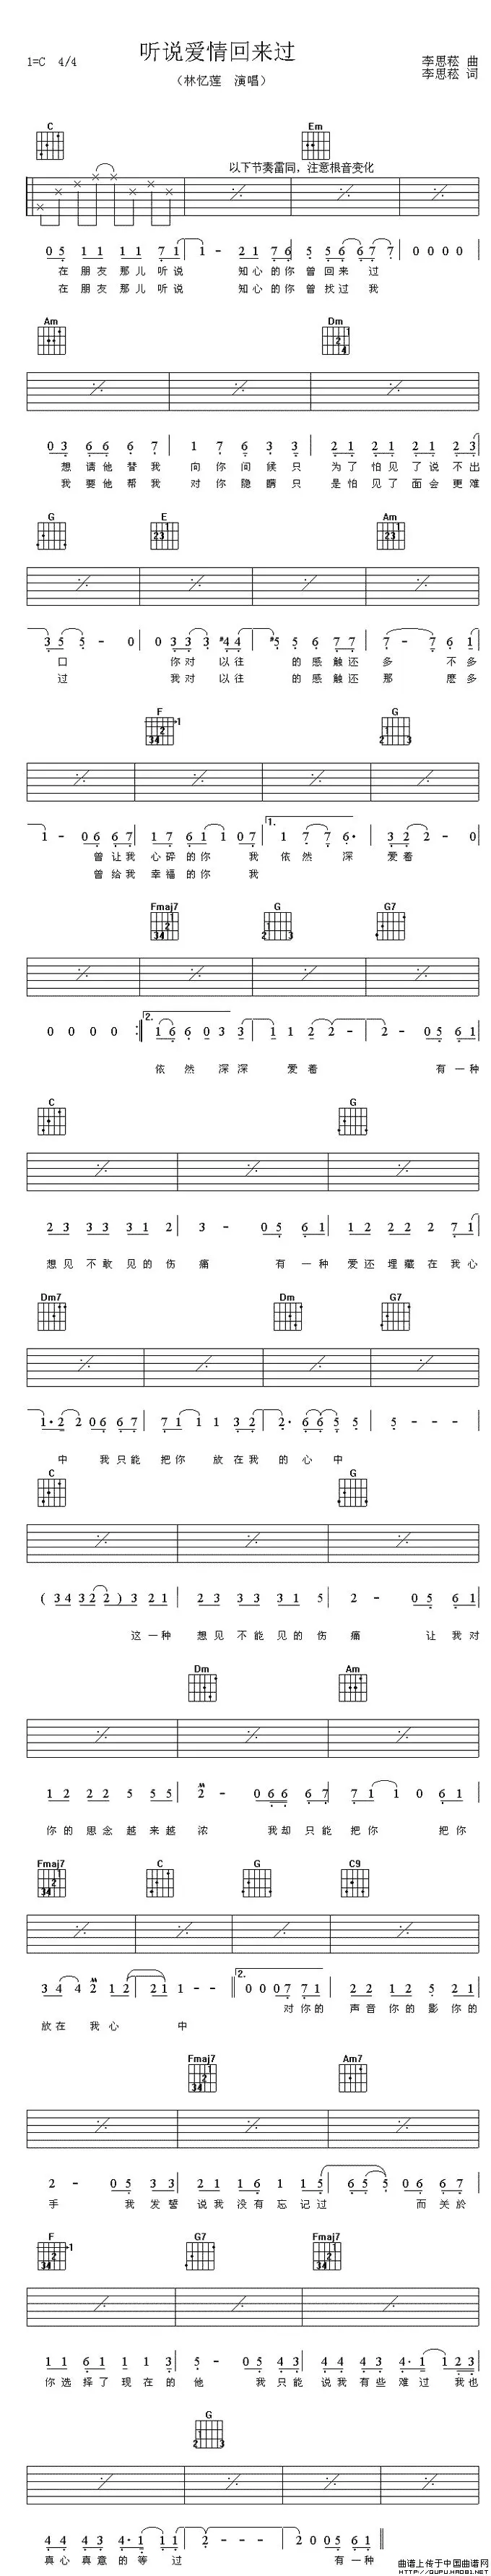 听说爱情回来过
1=C 4/4
（林忆莲 演唱）
李思菘 曲
李思菘 词
C Em
以下节奏雷同，注意根音变化
0 5 1 1 1 1 7 1 | 1 - 2 1 7 6 | 5 5 6 6 7 7 | 0 0 0 0 |
在 朋友 那儿 听说 知心的你 曾回来 过
在 朋友 那儿 听说 知心的你 曾找过 我
Am Dm
0 3 6 6 6 7 | 1 7 6 3 3 | 2 1 2 1 2 1 2 3 |
想 请他 替我 向 你 问 候 只 为了 怕见 了说 不出
我 要他 帮我 对 你 隐 瞒 只 是怕 见了 面会 更难
G E Am
3 5 5 - 0 | 0 3 3 3 #4 4 | #5 5 6 7 7 | 7 - 7 6 1 |
口 你对 以往 的感触还 多 不多
过 我对 以往 的感触还 那 麽多
F G
1 - 0 6 6 7 | 1 7 6 1 1 0 7 | 1. 1 7 7 6· | 3 2 2 - 0
曾让我 心碎的你 我 依然 深 爱着
曾给我 幸福的你 我
Fmaj7 G G7
0 0 0 0 :| 2. 1 6 6 0 3 3 | 1 1 2 2 - | 2 - 0 5 6 1 |
依 然 深深 爱着 有一种
C G
2 3 3 3 3 1 2 | 3 - 0 5 6 1 | 1 2 2 2 2 7 1 |
想见 不敢 见的伤 痛 有一种 爱还 埋藏 在 我心
Dm7 Dm G7
1·2 2 0 6 6 7 | 7 1 1 1 3 2 | 2· 6 6 5 5 | 5 - - - |
中 我只能 把你 放在我 的 心 中
C G
( 3 4 3 2 2 ) 3 2 1 | 2 3 3 3 3 1 5 | 2 - 0 5 6 1 |
这一种 想见 不能 见的伤 痛 让我对
Dm Am
1 2 2 2 5 5 5 | 2 - 0 6 6 6 7 | 7 1 1 0 6 1 |
你的 思念 越 来越 浓 我却只能 把你 把你
Fmaj7 C G C9
3 4 4 2 1 2 | 2 1 1 - - || 2. 0 0 0 7 7 1 | 2 2 1 2 5 2 1 |
对你的 声音 你的 影 你的
放在 我心 中
Fmaj7 Am7
2 - 0 5 3 3 | 2 1 1 6 1 1 5 | 6 5 5 0 6 6 7 |
手 我发誓 说我 没有 忘记过 而关於
F G7 Fmaj7
1 1 6 1 1 1 3 | 5 - 0 5 4 3 | 4 4 4 3 4· 1 1 2 3 |
你选 择了 现在的 他 我只能 说我 有些 难过 我也
G
4 4 4 3 4· 1 1 1 | 2 - - - | 2 0 0 5 6 1 ||
真心 真意 的等 过 有一种
曲谱上传于中国曲谱网
HTTP://QUPU.HAO81.NET